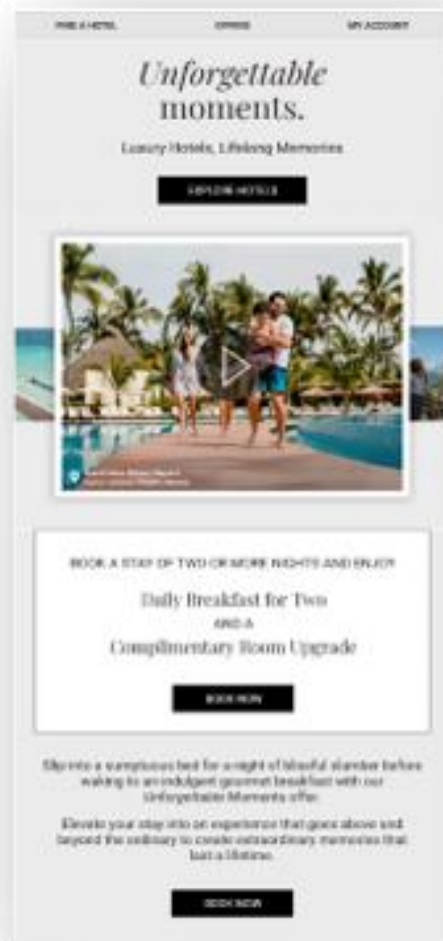 FIND A HOTEL OFFERS MY ACCOUNT
Unforgettable
moments.
Luxury Hotels, Lifelong Memories
EXPLORE HOTELS
BOOK A STAY OF TWO OR MORE NIGHTS AND ENJOY
Daily Breakfast for Two
AND A
Complimentary Room Upgrade
BOOK NOW
Slip into a sumptuous bed for a night of blissful slumber before
waking to an indulgent gourmet breakfast with our
Unforgettable Moments offer.
Elevate your stay into an experience that goes above and
beyond the ordinary to create extraordinary memories that
last a lifetime.
BOOK NOW